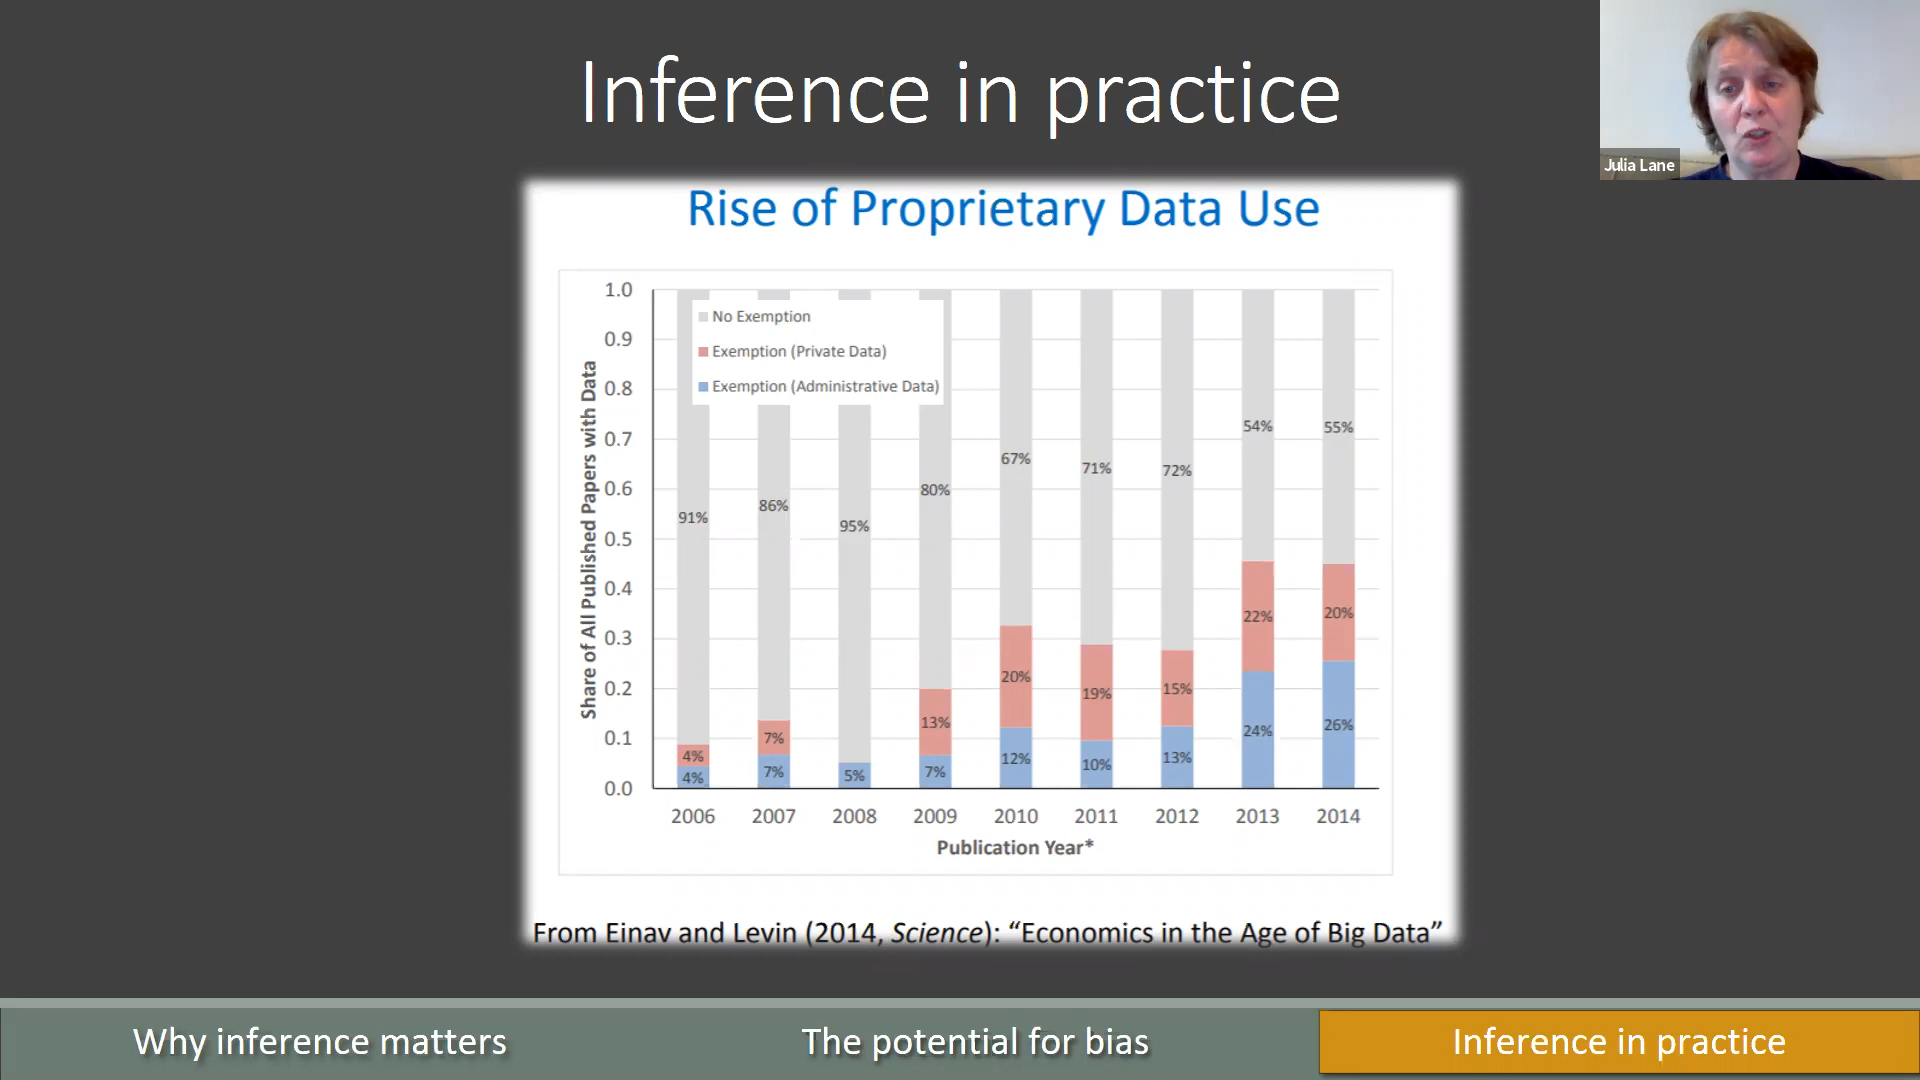 Inference in practice
Julia Lane
Rise of Proprietary Data Use
No Exemption
Exemption (Private Data)
Exemption (Administrative Data)
Share of All Published Papers with Data
1.0
0.9
0.8
0.7
0.6
0.5
0.4
0.3
0.2
0.1
0.0
91% 86% 95% 80% 67% 71% 72% 54% 55%
4% 7% 13% 20% 19% 15% 22% 20%
4% 7% 5% 7% 12% 10% 13% 24% 26%
2006 2007 2008 2009 2010 2011 2012 2013 2014
Publication Year*
From Einav and Levin (2014, Science): “Economics in the Age of Big Data”
Why inference matters
The potential for bias
Inference in practice